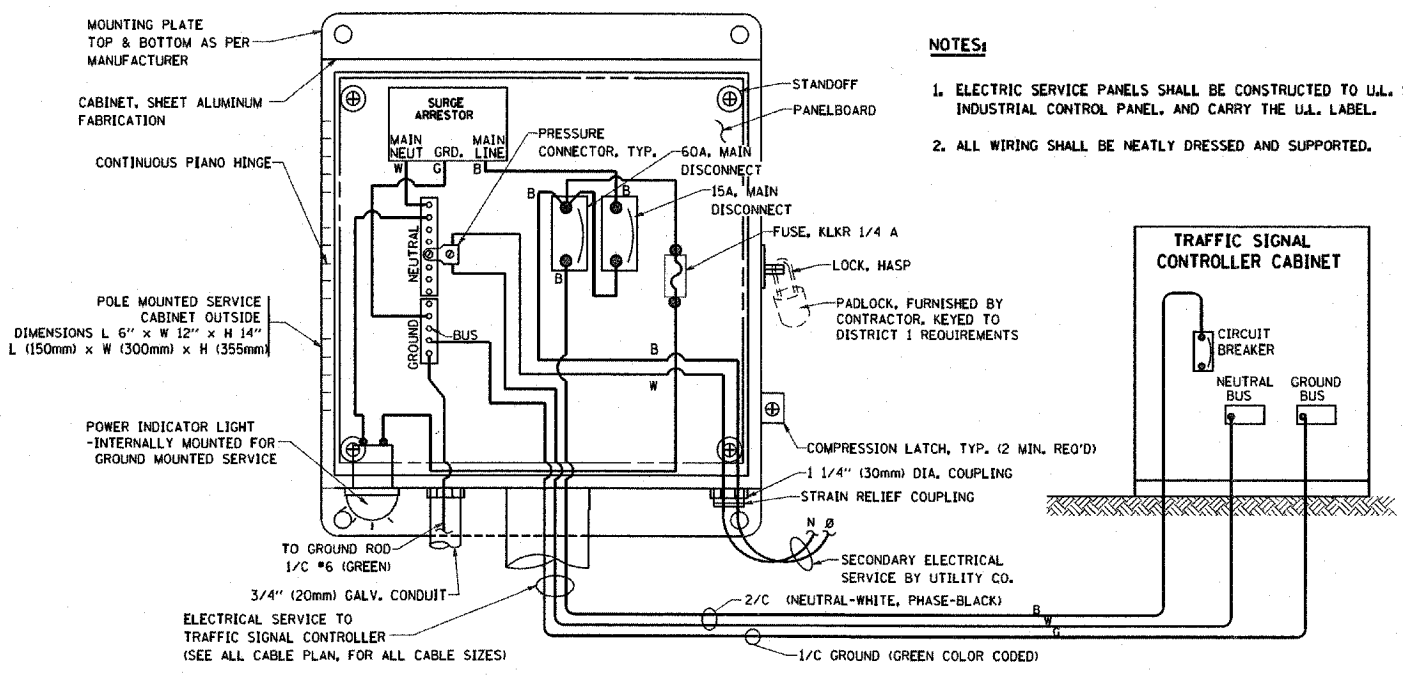 MOUNTING PLATE
TOP & BOTTOM AS PER
MANUFACTURER
CABINET, SHEET ALUMINUM
FABRICATION
CONTINUOUS PIANO HINGE
POLE MOUNTED SERVICE
CABINET OUTSIDE
DIMENSIONS L 6" x W 12" x H 14"
L (150mm) x W (300mm) x H (355mm)
POWER INDICATOR LIGHT
-INTERNALLY MOUNTED FOR
GROUND MOUNTED SERVICE
SURGE
ARRESTOR
MAIN
NEUT
GRD.
MAIN
LINE
W
G
B
PRESSURE
CONNECTOR, TYP.
60A, MAIN
DISCONNECT
15A, MAIN
DISCONNECT
B
B
B
NEUTRAL
GROUND
BUS
B
W
STANDOFF
PANELBOARD
FUSE, KLKR 1/4 A
LOCK, HASP
PADLOCK, FURNISHED BY
CONTRACTOR, KEYED TO
DISTRICT 1 REQUIREMENTS
COMPRESSION LATCH, TYP. (2 MIN. REQ'D)
1 1/4" (30mm) DIA. COUPLING
STRAIN RELIEF COUPLING
N Ø
SECONDARY ELECTRICAL
SERVICE BY UTILITY CO.
TO GROUND ROD
1/C #6 (GREEN)
3/4" (20mm) GALV. CONDUIT
ELECTRICAL SERVICE TO
TRAFFIC SIGNAL CONTROLLER
(SEE ALL CABLE PLAN, FOR ALL CABLE SIZES)
2/C (NEUTRAL-WHITE, PHASE-BLACK)
B
W
G
1/C GROUND (GREEN COLOR CODED)
NOTES:
1. ELECTRIC SERVICE PANELS SHALL BE CONSTRUCTED TO U.L.
INDUSTRIAL CONTROL PANEL, AND CARRY THE U.L. LABEL.
2. ALL WIRING SHALL BE NEATLY DRESSED AND SUPPORTED.
TRAFFIC SIGNAL
CONTROLLER CABINET
CIRCUIT
BREAKER
NEUTRAL
BUS
GROUND
BUS